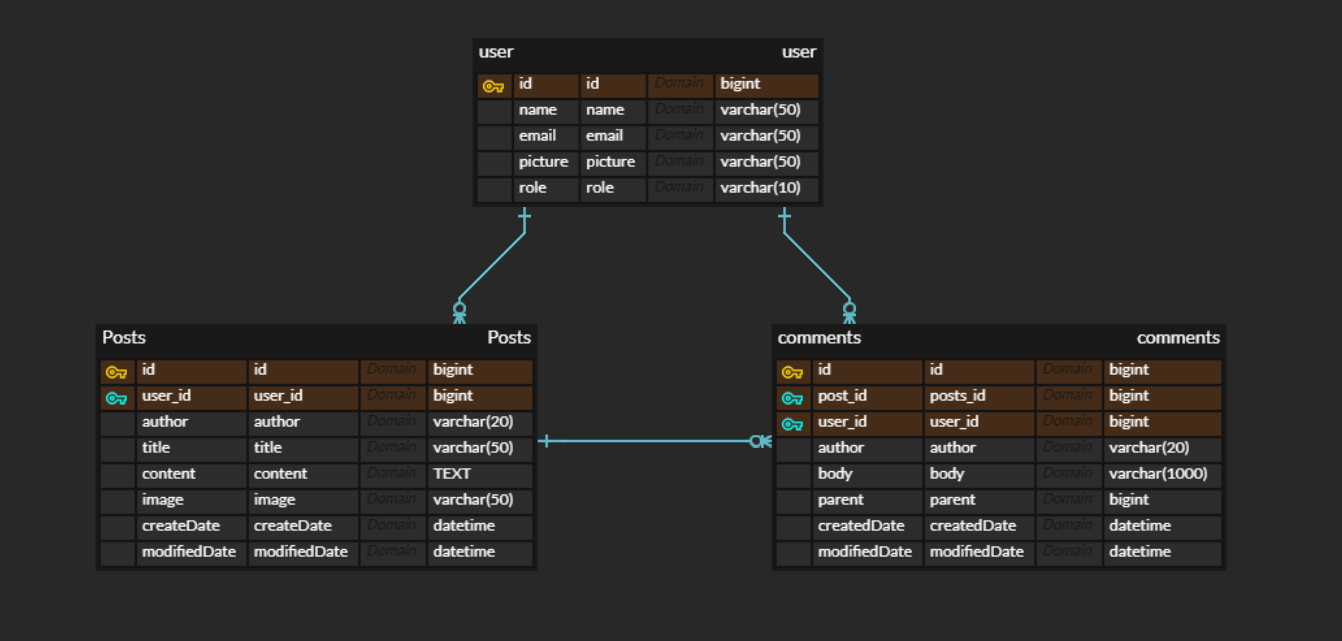 user user
id id Domain bigint
name name Domain varchar(50)
email email Domain varchar(50)
picture picture Domain varchar(50)
role role Domain varchar(10)
Posts Posts
id id Domain bigint
user_id user_id Domain bigint
author author Domain varchar(20)
title title Domain varchar(50)
content content Domain TEXT
image image Domain varchar(50)
createDate createDate Domain datetime
modifiedDate modifiedDate Domain datetime
comments comments
id id Domain bigint
post_id posts_id Domain bigint
user_id user_id Domain bigint
author author Domain varchar(20)
body body Domain varchar(1000)
parent parent Domain bigint
createdDate createdDate Domain datetime
modifiedDate modifiedDate Domain datetime